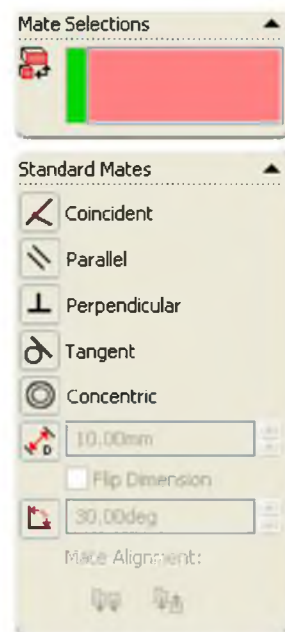 Mate Selections
Standard Mates
Coincident
Parallel
Perpendicular
Tangent
Concentric
D
10.00mm
Flip Dimension
30.00deg
Mate Alignment: